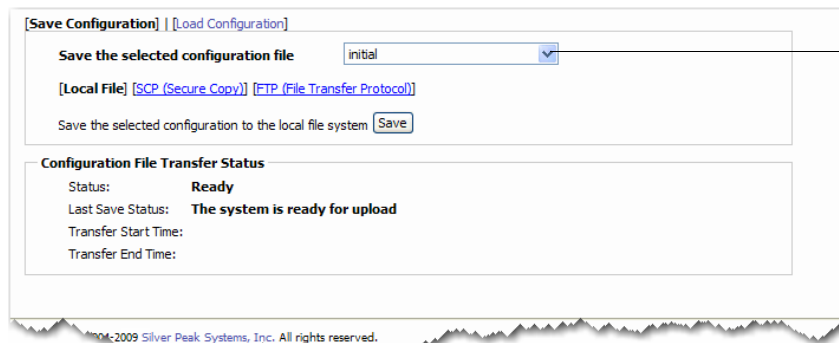 [Save Configuration] | [Load Configuration]
Save the selected configuration file initial
[Local File] [SCP (Secure Copy)] [FTP (File Transfer Protocol)]
Save the selected configuration to the local file system Save
Configuration File Transfer Status
Status: Ready
Last Save Status: The system is ready for upload
Transfer Start Time:
Transfer End Time:
-2009 Silver Peak Systems, Inc. All rights reserved.